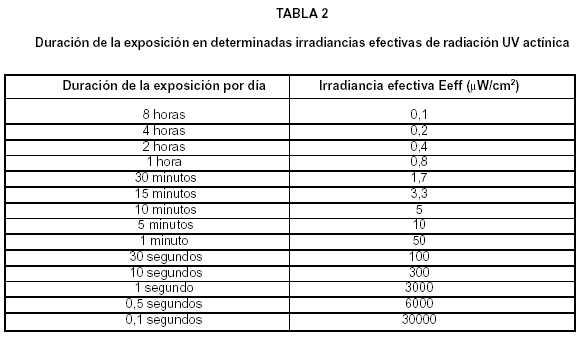 TABLA 2
Duración de la exposición en determinadas irradiancias efectivas de radiación UV actínica
Duración de la exposición por día Irradiancia efectiva Eeff (μW/cm²)
8 horas 0,1
4 horas 0,2
2 horas 0,4
1 hora 0,8
30 minutos 1,7
15 minutos 3,3
10 minutos 5
5 minutos 10
1 minuto 50
30 segundos 100
10 segundos 300
1 segundo 3000
0,5 segundos 6000
0,1 segundos 30000